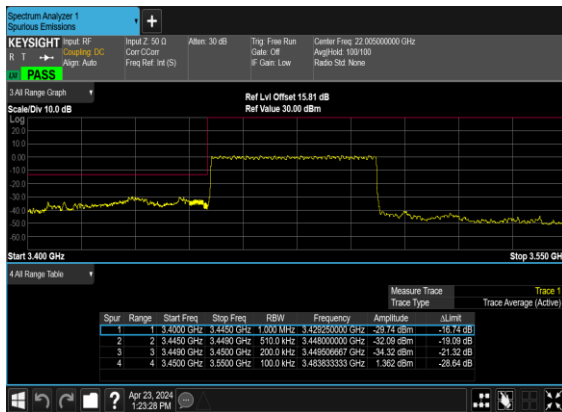 Spectrum Analyzer 1
Spurious Emissions
+
KEYSIGHT Input: RF Input Z: 50 Ω Atten: 30 dB Trig: Free Run Center Freq: 22.005000000 GHz
R T Coupling: DC Corr CCorr Gate: Off Avg|Hold: 100/100
Align: Auto Freq Ref: Int (S) IF Gain: Low Radio Std: None
PASS
3 All Range Graph
Ref Lvl Offset 15.81 dB
Scale/Div 10.0 dB Ref Value 30.00 dBm
Log
20.0
10.0
0.00
-10.0
-20.0
-30.0
-40.0
-50.0
-60.0
Start 3.400 GHz Stop 3.550 GHz
4 All Range Table
Measure Trace Trace 1
Trace Type Trace Average (Active)
Spur Range Start Freq Stop Freq RBW Frequency Amplitude ΔLimit
1 1 3.4000 GHz 3.4450 GHz 1.000 MHz 3.429250000 GHz -29.74 dBm -16.74 dB
2 2 3.4450 GHz 3.4490 GHz 510.0 kHz 3.448000000 GHz -32.09 dBm -19.09 dB
3 3 3.4490 GHz 3.4500 GHz 200.0 kHz 3.449506667 GHz -34.32 dBm -21.32 dB
4 4 3.4500 GHz 3.5500 GHz 100.0 kHz 3.483833333 GHz 1.362 dBm -28.64 dB
? Apr 23, 2024
1:23:28 PM